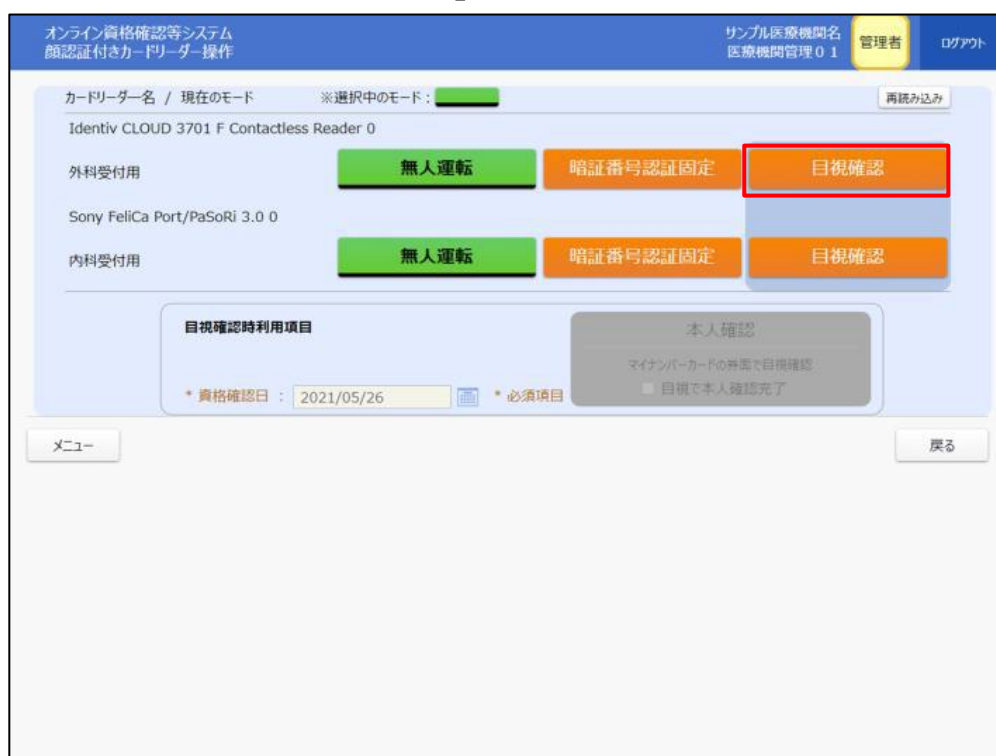 オンライン資格確認等システム
顔認証付きカードリーダー操作
サンプル医療機関名
医療機関管理01
管理者
ログアウト
カードリーダー名 / 現在のモード ※選択中のモード:
再読み込み
Identiv CLOUD 3701 F Contactless Reader 0
外科受付用 無人運転 暗証番号認証固定 目視確認
Sony FeliCa Port/PaSoRi 3.0 0
内科受付用 無人運転 暗証番号認証固定 目視確認
目視確認時利用項目
本人確認
マイナンバーカードの券面で目視確認
目視で本人確認完了
* 資格確認日 : 2021/05/26 * 必須項目
メニュー 戻る